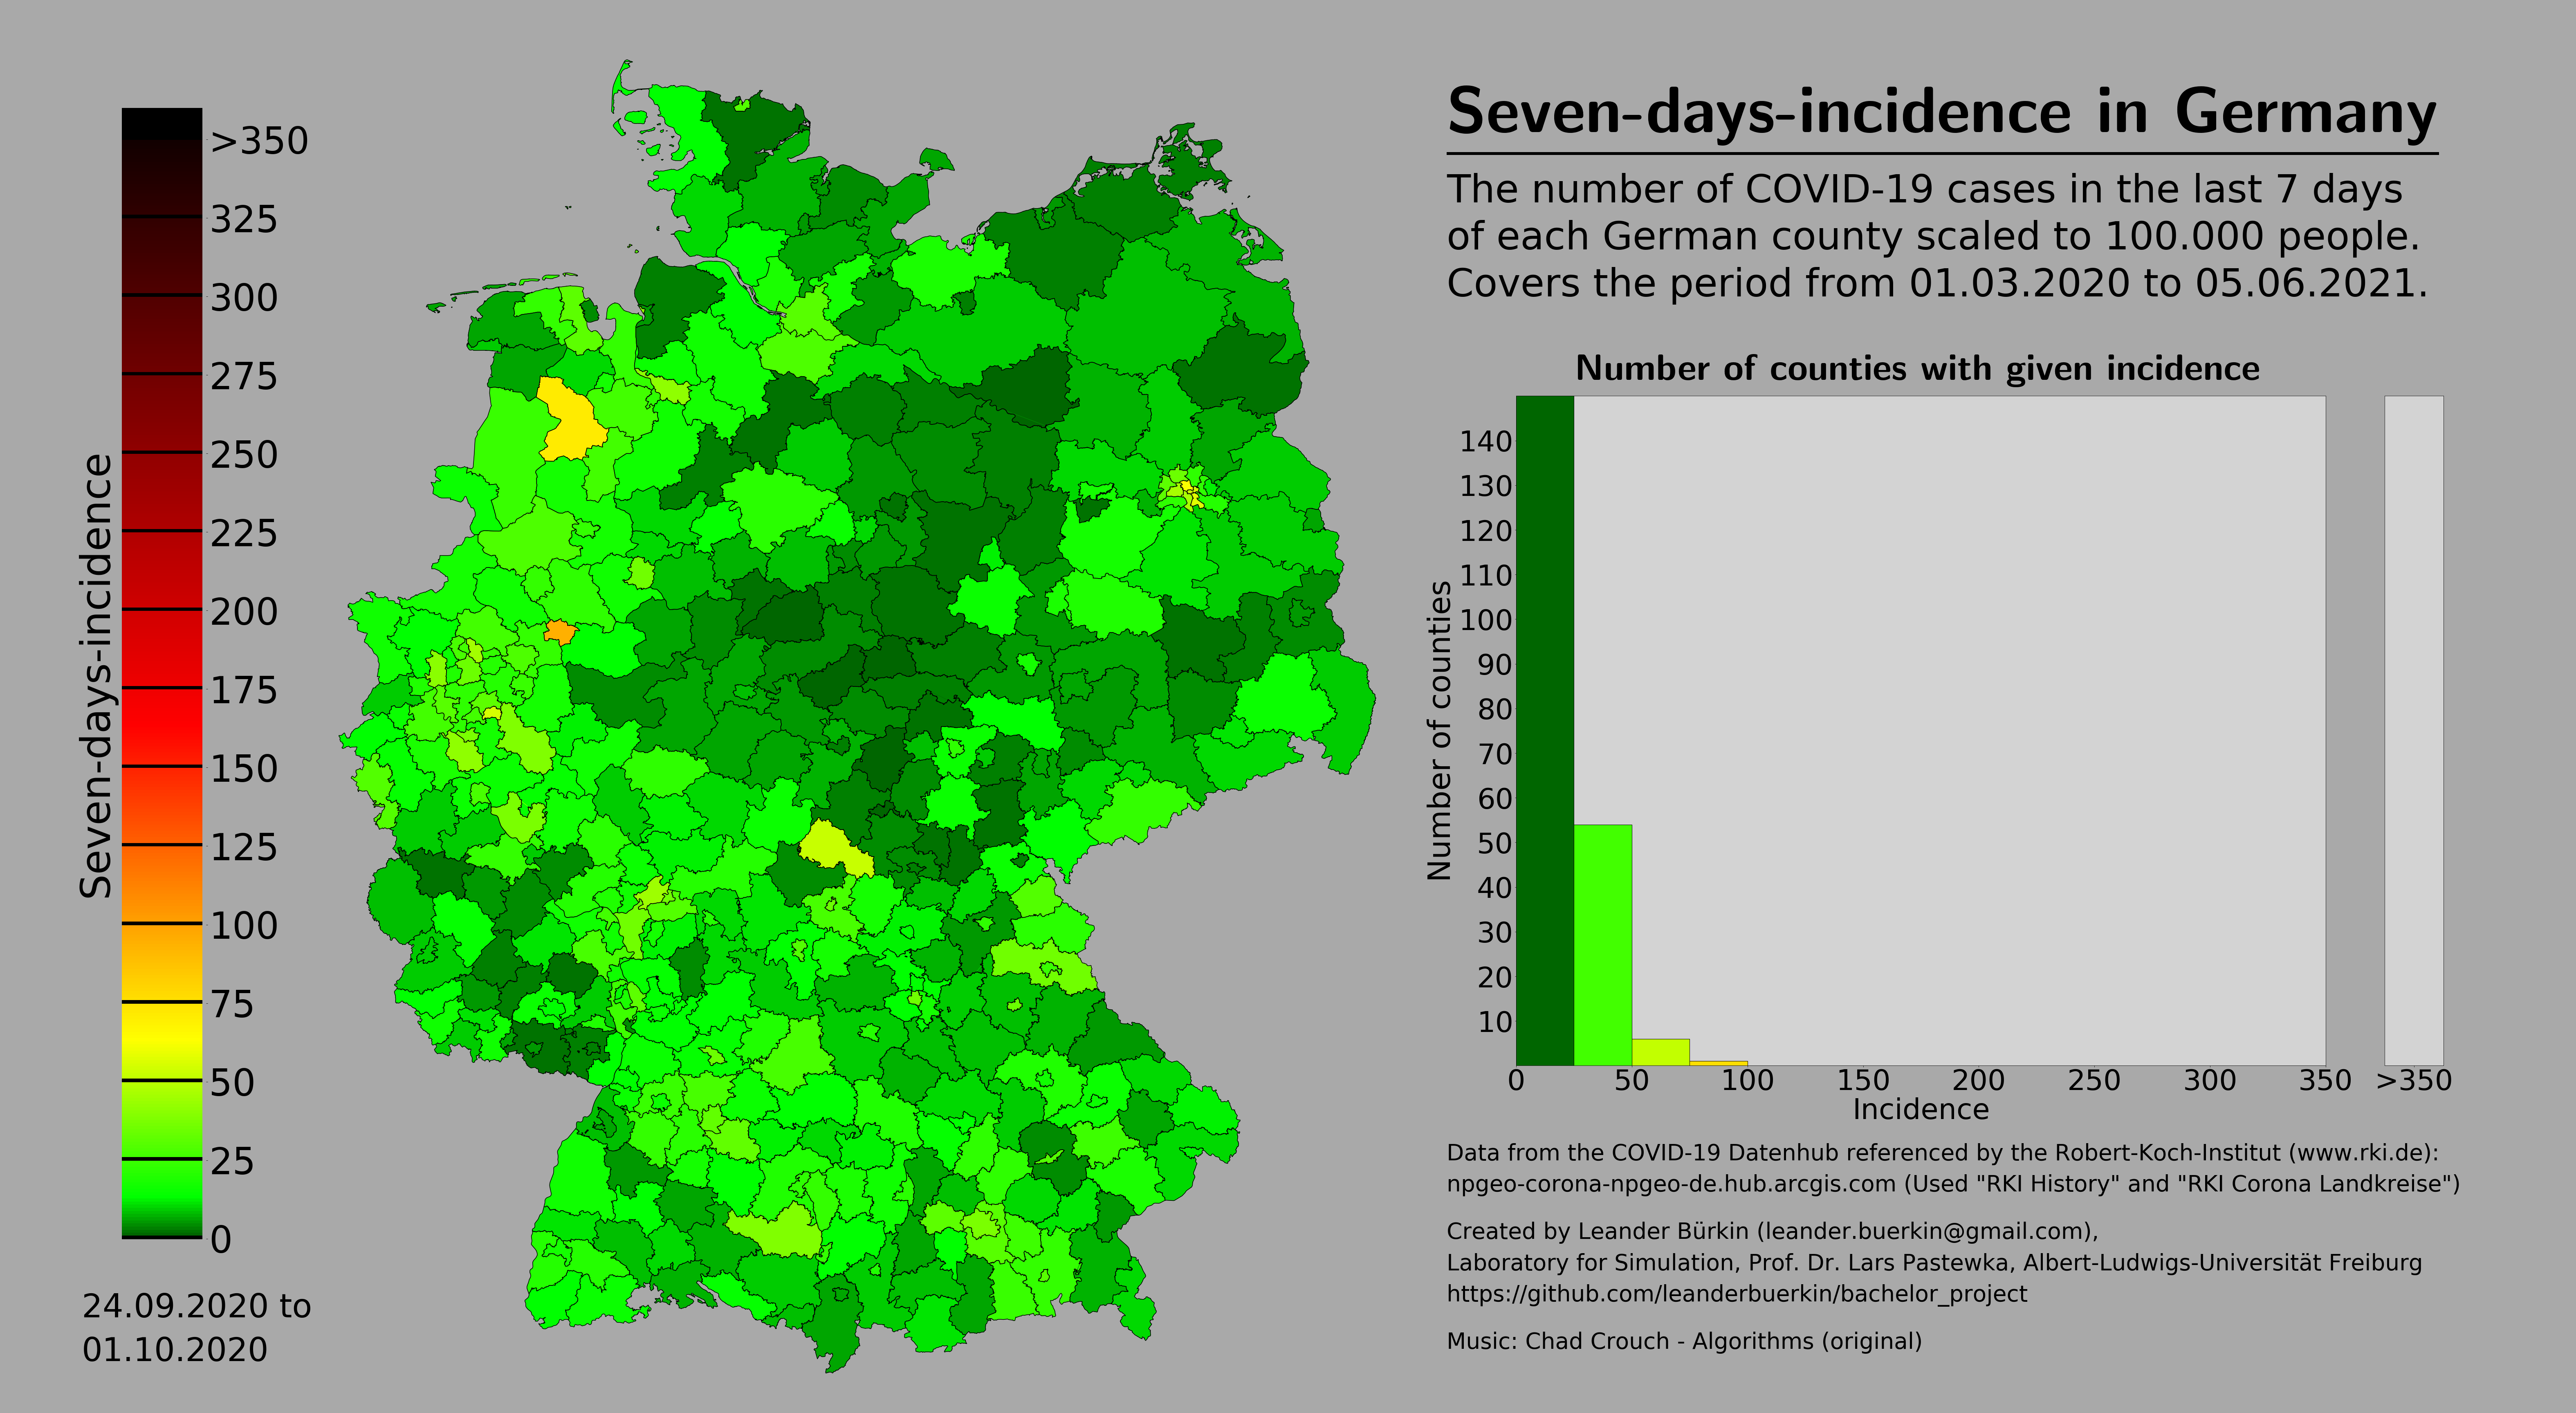 Seven-days-incidence in Germany
The number of COVID-19 cases in the last 7 days
of each German county scaled to 100.000 people.
Covers the period from 01.03.2020 to 05.06.2021.
Seven-days-incidence
>350
325
300
275
250
225
200
175
150
125
100
75
50
25
0
24.09.2020 to
01.10.2020
Number of counties with given incidence
Number of counties
140
130
120
110
100
90
80
70
60
50
40
30
20
10
0 50 100 150 200 250 300 350 >350
Incidence
Data from the COVID-19 Datenhub referenced by the Robert-Koch-Institut (www.rki.de):
npgeo-corona-npgeo-de.hub.arcgis.com (Used "RKI History" and "RKI Corona Landkreise")
Created by Leander Bürkin (leander.buerkin@gmail.com),
Laboratory for Simulation, Prof. Dr. Lars Pastewka, Albert-Ludwigs-Universität Freiburg
https://github.com/leanderbuerkin/bachelor_project
Music: Chad Crouch - Algorithms (original)